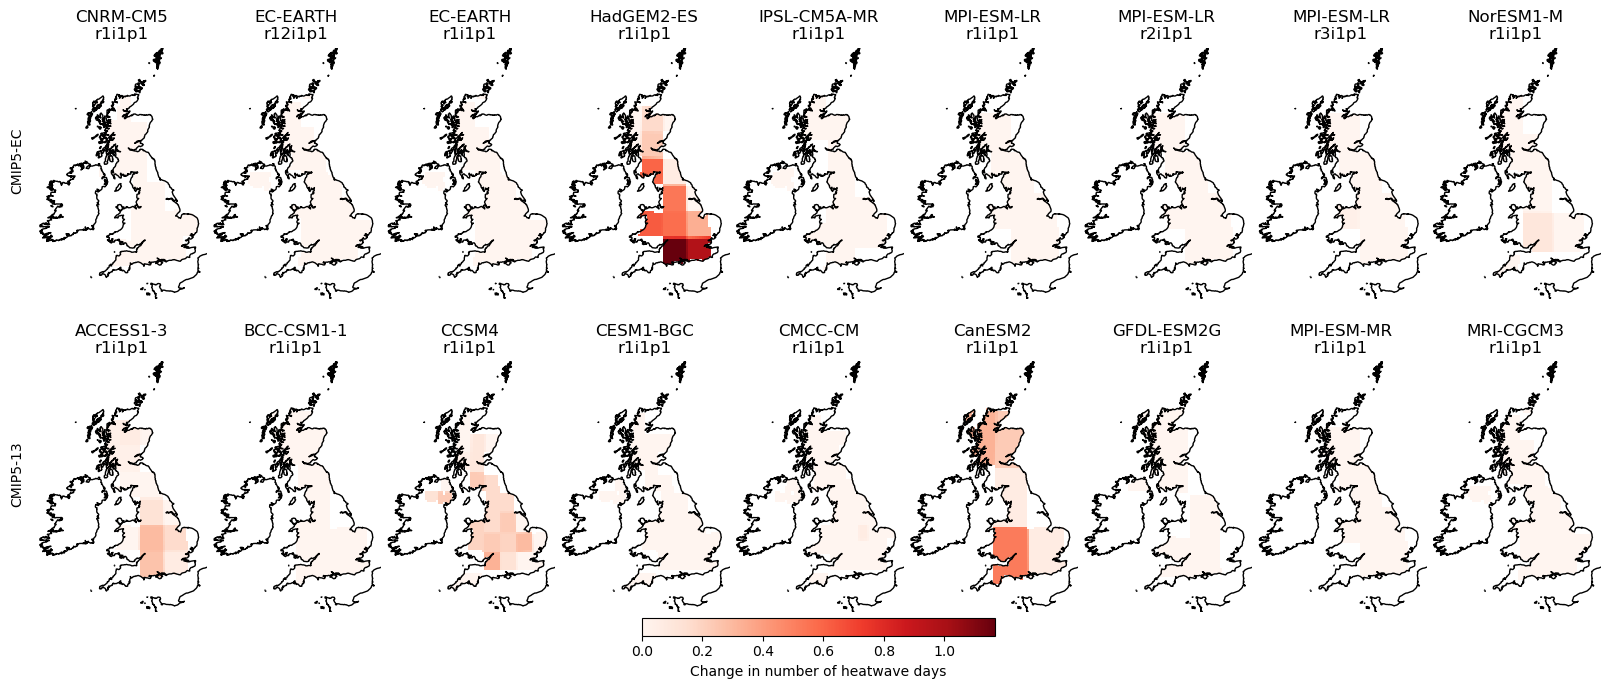 CNRM-CM5 EC-EARTH EC-EARTH HadGEM2-ES IPSL-CM5A-MR MPI-ESM-LR MPI-ESM-LR MPI-ESM-LR NorESM1-M
r1i1p1 r12i1p1 r1i1p1 r1i1p1 r1i1p1 r1i1p1 r2i1p1 r3i1p1 r1i1p1
CMIP5-EC
ACCESS1-3 BCC-CSM1-1 CCSM4 CESM1-BGC CMCC-CM CanESM2 GFDL-ESM2G MPI-ESM-MR MRI-CGCM3
r1i1p1 r1i1p1 r1i1p1 r1i1p1 r1i1p1 r1i1p1 r1i1p1 r1i1p1 r1i1p1
CMIP5-13
0.0 0.2 0.4 0.6 0.8 1.0
Change in number of heatwave days